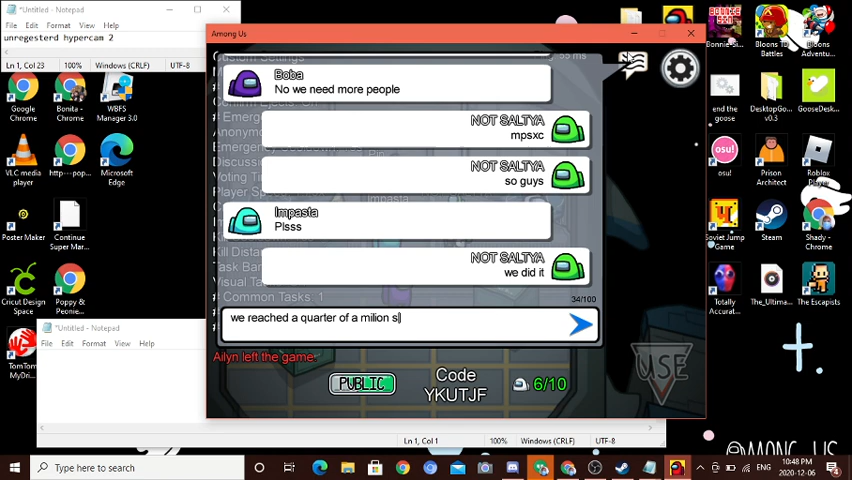 *Untitled - Notepad
File Edit Format View Help
unregesterd hypercam 2
Ln 1, Col 23 100% Windows (CRLF) UTF-8
Among Us
Boba
No we need more people
NOT SALTYA
mpsxc
NOT SALTYA
so guys
Impasta
Plsss
NOT SALTYA
we did it
34/100
we reached a quarter of a milion s
Ailyn left the game.
PUBLIC
Code
YKUTJF
6/10
USE
Google
Chrome
Bonita -
Chrome
WBFS
Manager 3.0
VLC media
player
http---pop...
Microsoft
Edge
Poster Maker
Continue
Sur Ma...
Cricut Design
Space
Poppy &
Peonie...
TomTom
MyDri...
*Untitled - Notepad
File Edit Format View
Ln 1, Col 1 100% Windows (CRLF) UTF-8
Bonnie-Si...
Bloons TD
Battles
Bloons
Adven...
end the
goose
DesktopGo...
v0.3
GooseDesk...
osu!
Prison
Architect
Roblox
Soviet Jump
Game
Steam
Shady -
Chrome
Totally
Accurat...
The_Ultima...
The Escapists
@AMONG_US
Type here to search
ENG
10:48 PM
2020-12-06